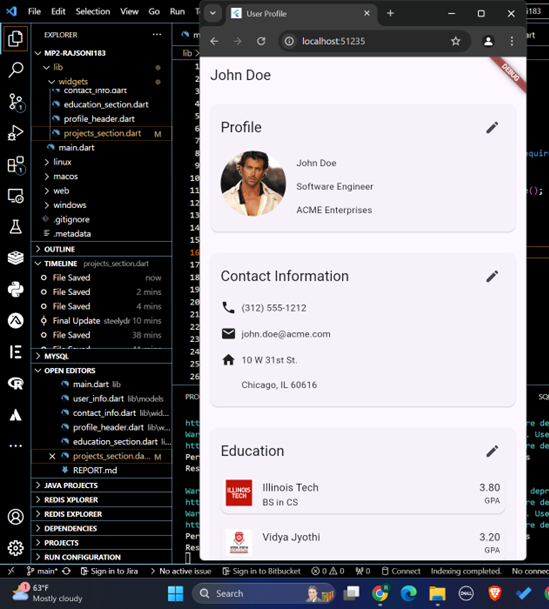 File Edit Selection View Go Run
User Profile
localhost:51235
EXPLORER
MP2-RAJSONI183
lib
widgets
contact_info.dart
education_section.dart
profile_header.dart
projects_section.dart M
main.dart
linux
macos
web
windows
.gitignore
.metadata
OUTLINE
TIMELINE projects_section.dart
File Saved now
File Saved 2 mins
File Saved 4 mins
Final Update steelydr 10 mins
File Saved 38 mins
File Saved
MYSQL
OPEN EDITORS
main.dart lib
user_info.dart lib\models
contact_info.dart lib\wid...
profile_header.dart lib\w...
education_section.dart li...
projects_section.da... M
REPORT.md
JAVA PROJECTS
REDIS XPLORER
REDIS EXPLORER
DEPENDENCIES
PROJECTS
RUN CONFIGURATION
DEBUG
John Doe
Profile
John Doe
Software Engineer
ACME Enterprises
Contact Information
(312) 555-1212
john.doe@acme.com
10 W 31st St.
Chicago, IL 60616
Education
ILLINOIS TECH
Illinois Tech
BS in CS
3.80
GPA
Vidya Jyothi
3.20
GPA
main*
Sign in to Jira
No active issue
Sign in to Bitbucket
0 0
0
Connect
Indexing completed.
63°F
Mostly cloudy
Search
DELL